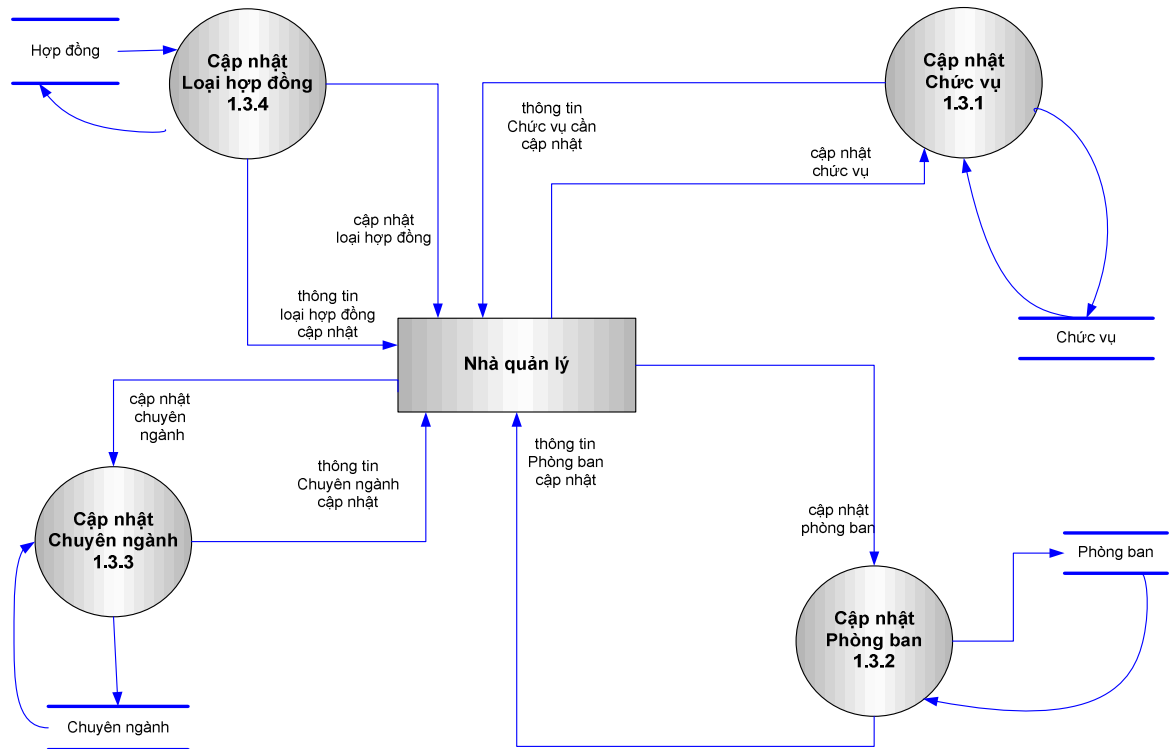 Hợp đồng
Cập nhật
Loại hợp đồng
1.3.4
Cập nhật
Chức vụ
1.3.1
thông tin
Chức vụ cần
cập nhật
cập nhật
chức vụ
cập nhật
loại hợp đồng
thông tin
loại hợp đồng
cập nhật
Chức vụ
Nhà quản lý
cập nhật
chuyên
ngành
thông tin
Chuyên ngành
cập nhật
thông tin
Phòng ban
cập nhật
cập nhật
phòng ban
Cập nhật
Chuyên ngành
1.3.3
Phòng ban
Cập nhật
Phòng ban
1.3.2
Chuyên ngành